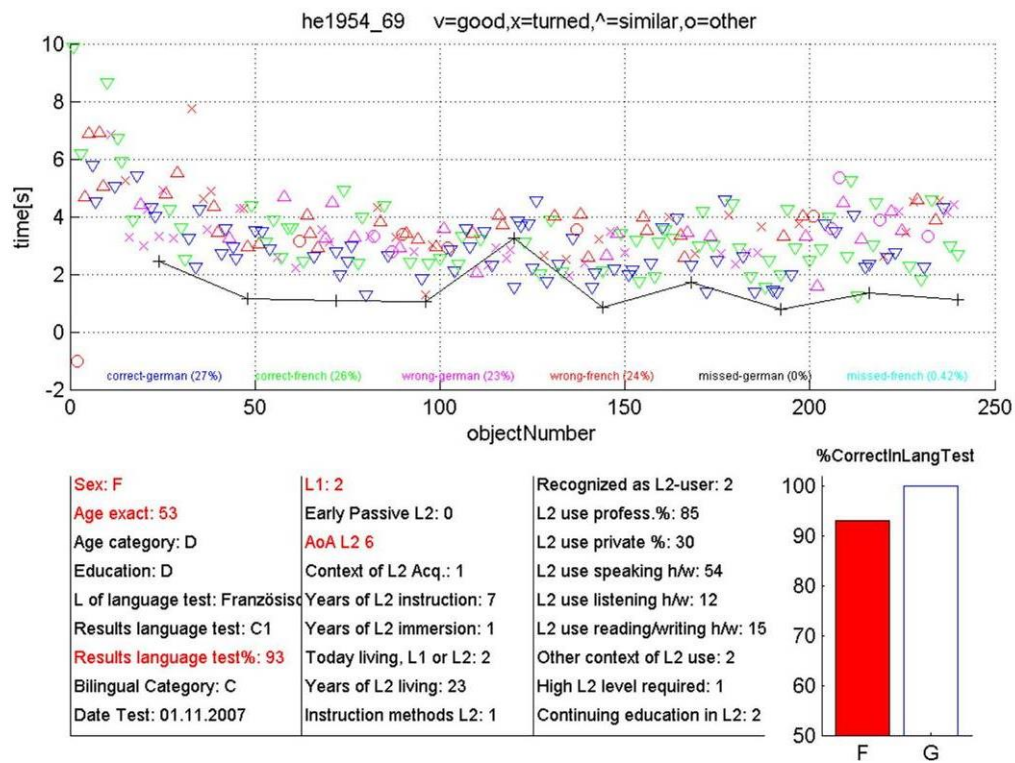 he1954_69 v=good,x=turned,^=similar,o=other
10
8
6
4
2
0
-2
time[s]
correct-german (27%) correct-french (26%) wrong-german (23%) wrong-french (24%) missed-german (0%) missed-french (0.42%)
0 50 100 150 200 250
objectNumber
Sex: F
Age exact: 53
Age category: D
Education: D
L of language test: Französisc
Results language test: C1
Results language test%: 93
Bilingual Category: C
Date Test: 01.11.2007
L1: 2
Early Passive L2: 0
AoA L2 6
Context of L2 Acq.: 1
Years of L2 instruction: 7
Years of L2 immersion: 1
Today living, L1 or L2: 2
Years of L2 living: 23
Instruction methods L2: 1
Recognized as L2-user: 2
L2 use profess.%: 85
L2 use private %: 30
L2 use speaking h/w: 54
L2 use listening h/w: 12
L2 use reading/writing h/w: 15
Other context of L2 use: 2
High L2 level required: 1
Continuing education in L2: 2
%CorrectInLangTest
100
90
80
70
60
50
F G